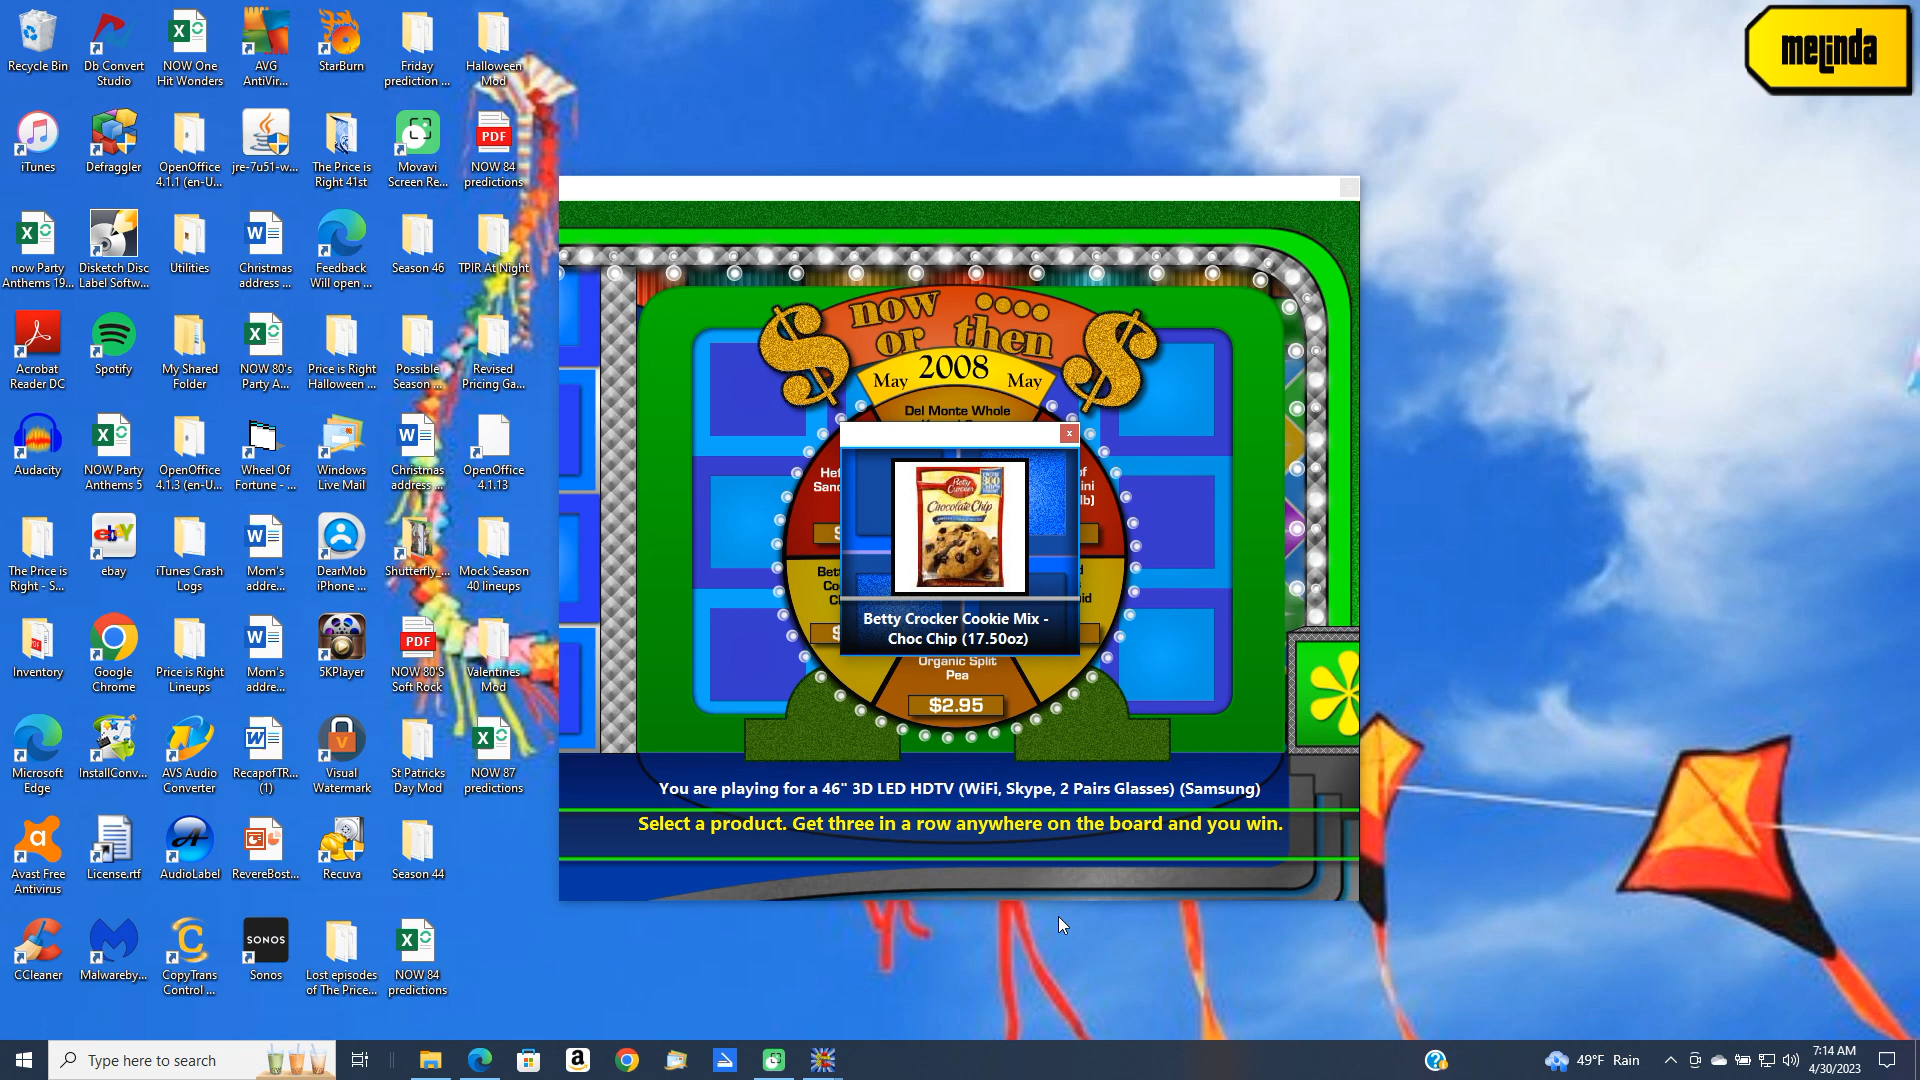 Recycle Bin
Db Convert
Studio
NOW One
Hit Wonders
AVG
AntiVir...
StarBurn
Friday
prediction ...
Halloween
Mod
melinda
iTunes
Defraggler
OpenOffice
4.1.1 (en-U...
jre-7u51-w...
The Price is
Right 41st
Movavi
Screen Re...
PDF
NOW 84
predictions
now Party
Anthems 19...
Disketch Disc
Label Softw...
Utilities
Christmas
address ...
Feedback
Will open ...
Season 46
TPIR At Night
Acrobat
Reader DC
Spotify
My Shared
Folder
NOW 80's
Party A...
Price is Right
Halloween ...
Possible
Season ...
Revised
Pricing Ga...
Audacity
NOW Party
Anthems 5
OpenOffice
4.1.3 (en-U...
Wheel Of
Fortune - ...
Windows
Live Mail
Christmas
address ...
OpenOffice
4.1.13
The Price is
Right - S...
ebay
ebay
iTunes Crash
Logs
Mom's
addre...
DearMob
iPhone ...
Shutterfly_...
Mock Season
40 lineups
Inventory
Google
Chrome
Price is Right
Lineups
Mom's
addre...
5KPlayer
PDF
NOW 80'S
Soft Rock
Valentines
Mod
Microsoft
Edge
InstallConv...
AVS Audio
Converter
RecapofTR...
(1)
Visual
Watermark
St Patricks
Day Mod
NOW 87
predictions
Avast Free
Antivirus
License.rtf
AudioLabel
RevereBost...
Recuva
Season 44
CCleaner
Malwareby...
CopyTrans
Control ...
SONOS
Sonos
Lost episodes
of The Price...
NOW 84
predictions
now
or then
May 2008 May
Del Monte Whole
Betty Crocker
Chocolate Chip
Betty Crocker Cookie Mix -
Choc Chip (17.50oz)
Organic Split
Pea
$2.95
You are playing for a 46" 3D LED HDTV (WiFi, Skype, 2 Pairs Glasses) (Samsung)
Select a product. Get three in a row anywhere on the board and you win.
Type here to search
49°F Rain
7:14 AM
4/30/2023